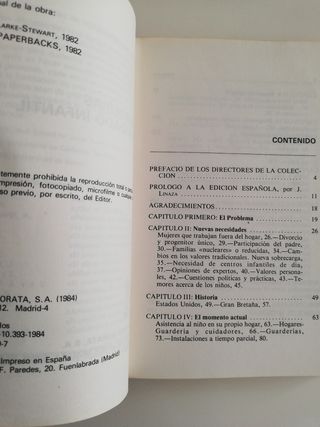 al de la obra:
ARKE-STEWART, 1982
PAPERBACKS, 1982
INFANTIL
temente prohibida la reproducción total o
mpresión, fotocopiado, microfilme o cualquier
so previo, por escrito, del Editor.
ORATA, S. A. (1984)
12. Madrid-4
los
10.393-1984
0-7
Impreso en España
F. Paredes, 20. Fuenlabrada (Madrid)
CONTENIDO
PREFACIO DE LOS DIRECTORES DE LA COLEC-
CION 4
PROLOGO A LA EDICION ESPAÑOLA, por J.
LINAZA 11
AGRADECIMIENTOS 18
CAPITULO PRIMERO: El Problema 19
CAPITULO II: Nuevas necesidades 26
Mujeres que trabajan fuera del hogar, 26.—Divorcio
y progenitor único, 29.—Participación del padre,
30.—Familias «nucleares» o reducidas, 34.—Cam-
bios en los valores tradicionales. Nueva sobrecarga,
35.—Necesidad de centros infantiles de día,
37.—Opiniones de expertos, 40.—Valores persona-
les, 42.—Cuestiones políticas y prácticas, 43.—Te-
mores acerca de los niños, 45.
CAPITULO III: Historia 49
Estados Unidos, 49.—Gran Bretaña, 57.
CAPITULO IV: El momento actual 63
Asistencia al niño en su propio hogar, 63.—Hogares-
Guardería y cuidadores, 66.—Guarderías,
73.—Instalaciones a tiempo parcial, 80.